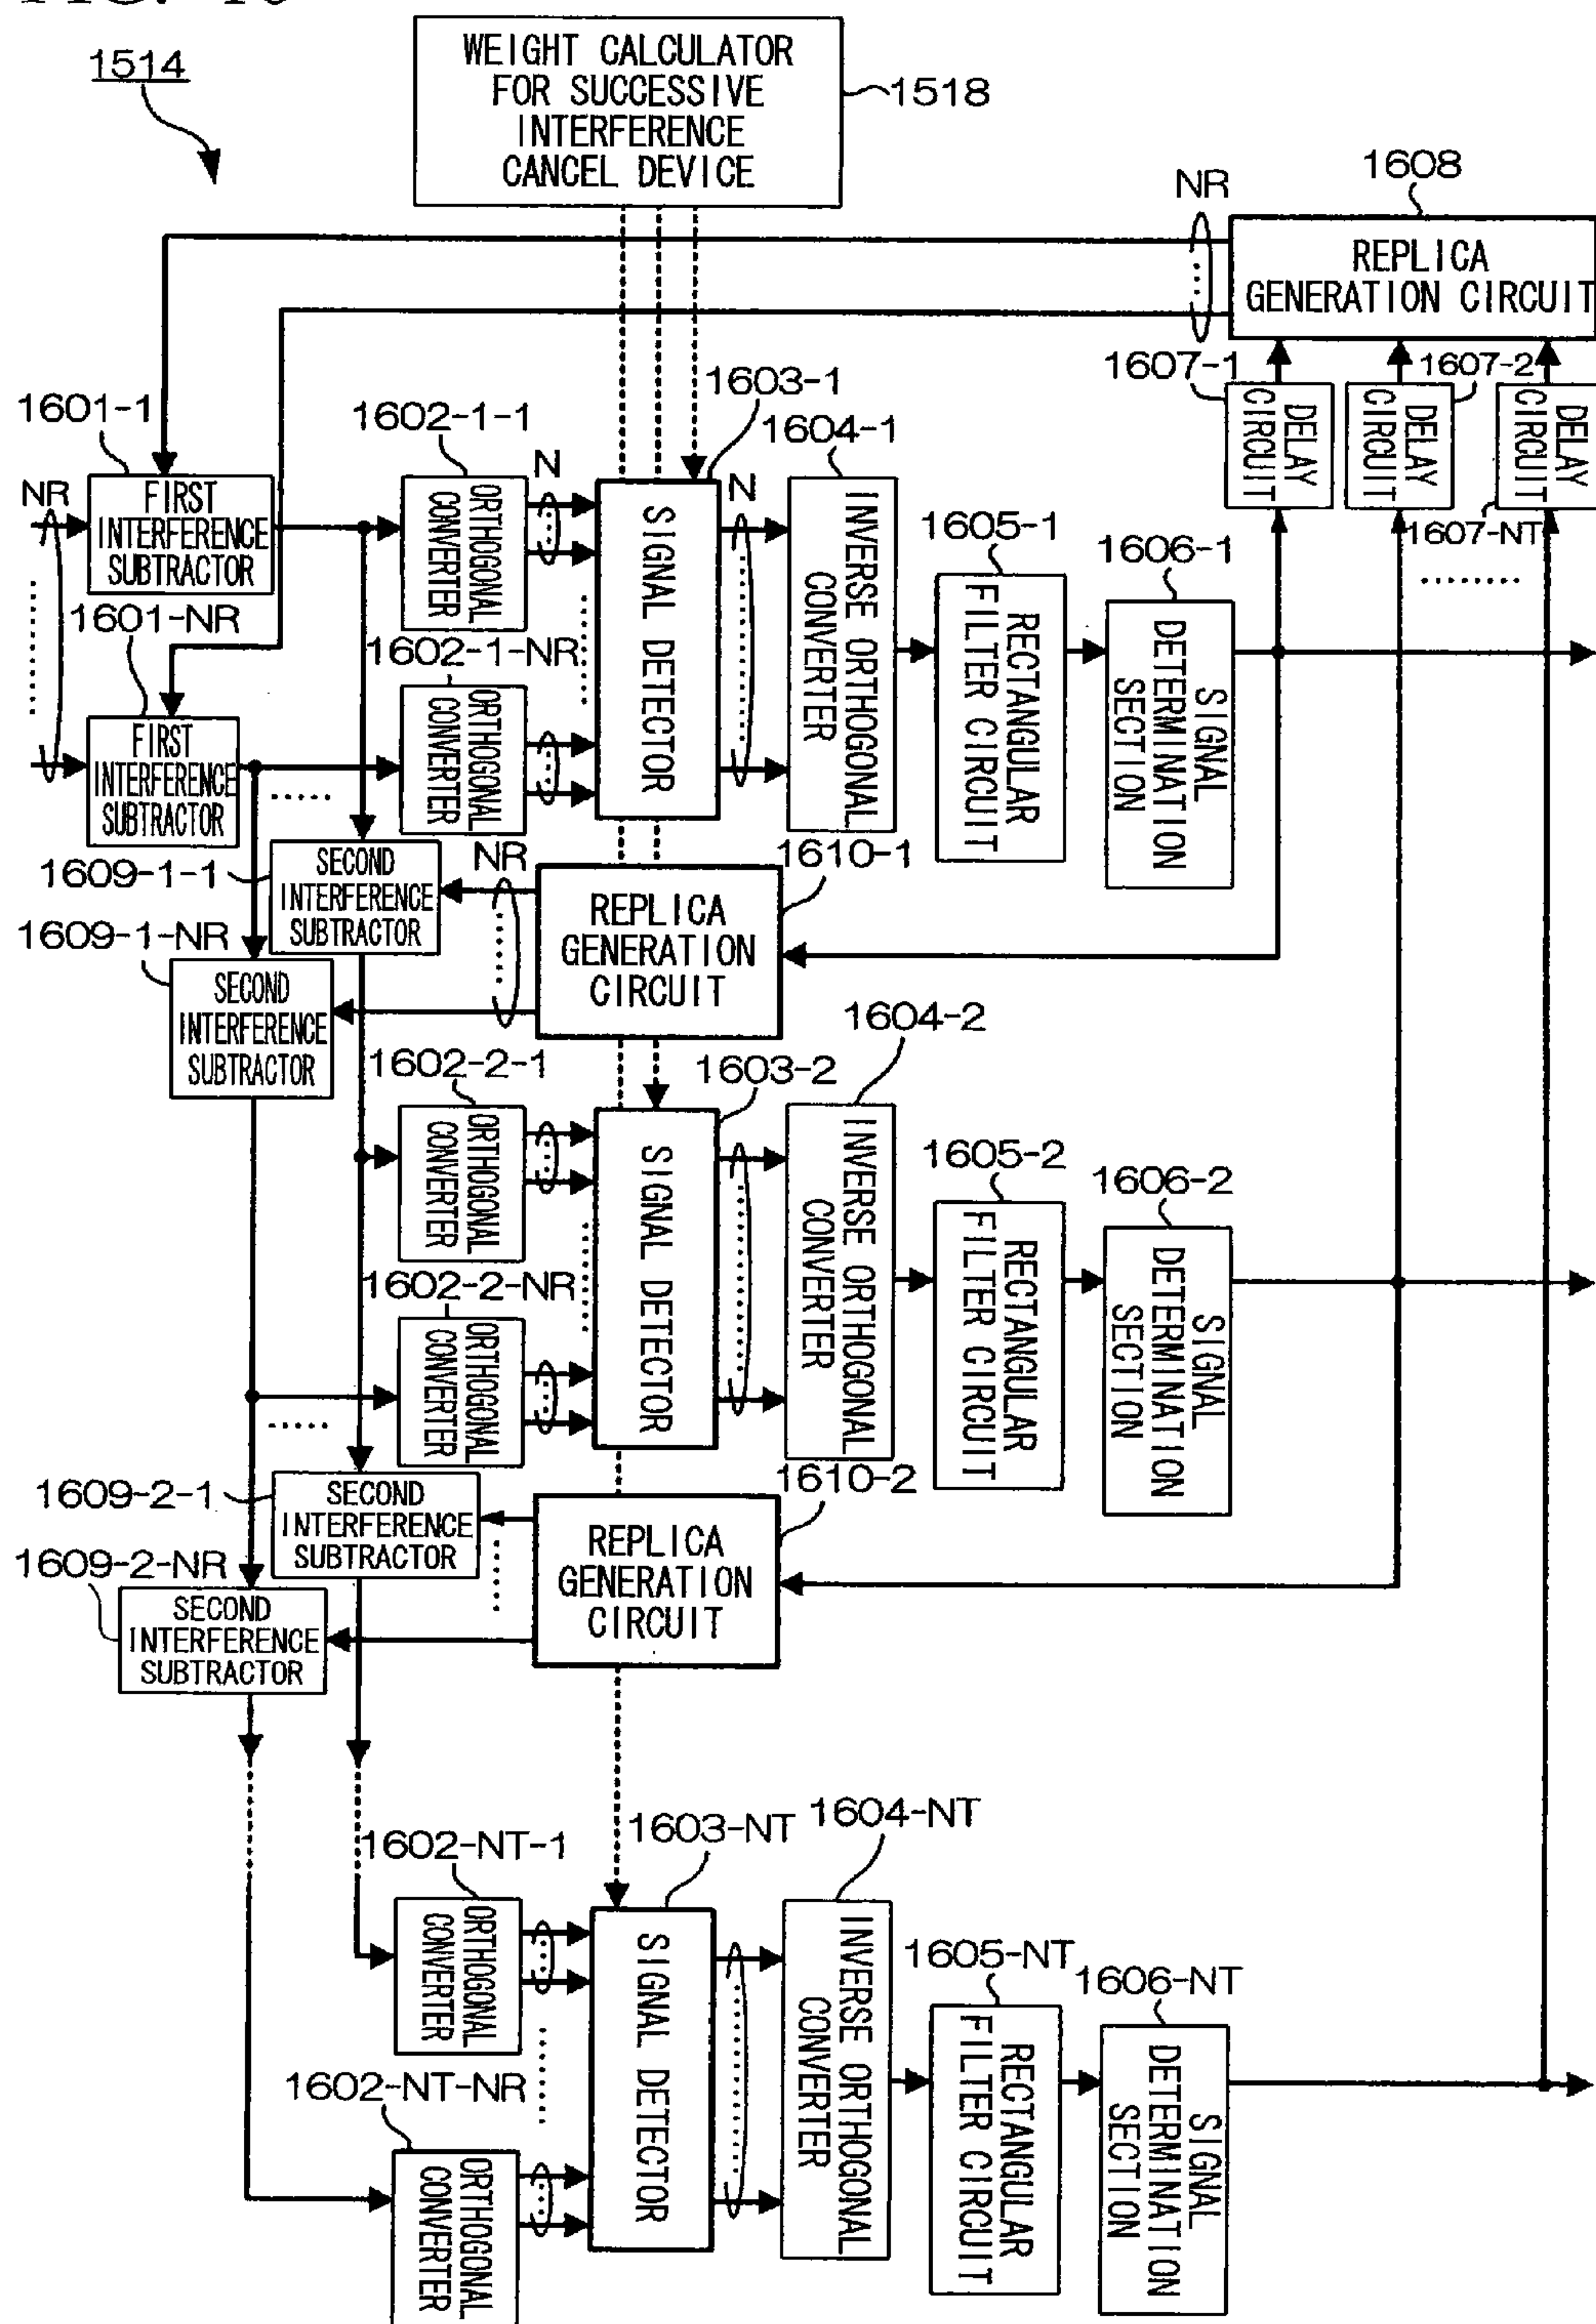 1514
WEIGHT CALCULATOR
FOR SUCCESSIVE
INTERFERENCE
CANCEL DEVICE
1518
NR
1608
REPLICA
GENERATION CIRCUIT
1607-1
DELAY
CIRCUIT
1607-2
DELAY
CIRCUIT
1607-NT
DELAY
CIRCUIT
1601-1
NR
FIRST
INTERFERENCE
SUBTRACTOR
1601-NR
FIRST
INTERFERENCE
SUBTRACTOR
1602-1-1
ORTHOGONAL
CONVERTER
N
1602-1-NR
ORTHOGONAL
CONVERTER
1603-1
SIGNAL DETECTOR
N
1604-1
INVERSE ORTHOGONAL
CONVERTER
1605-1
RECTANGULAR
FILTER CIRCUIT
1606-1
SIGNAL
DETERMINATION
SECTION
1609-1-1
SECOND
INTERFERENCE
SUBTRACTOR
1609-1-NR
SECOND
INTERFERENCE
SUBTRACTOR
NR
1610-1
REPLICA
GENERATION
CIRCUIT
1602-2-1
ORTHOGONAL
CONVERTER
1602-2-NR
ORTHOGONAL
CONVERTER
1603-2
SIGNAL DETECTOR
1604-2
INVERSE ORTHOGONAL
CONVERTER
1605-2
RECTANGULAR
FILTER CIRCUIT
1606-2
SIGNAL
DETERMINATION
SECTION
1609-2-1
SECOND
INTERFERENCE
SUBTRACTOR
1609-2-NR
SECOND
INTERFERENCE
SUBTRACTOR
1610-2
REPLICA
GENERATION
CIRCUIT
1602-NT-1
ORTHOGONAL
CONVERTER
1602-NT-NR
ORTHOGONAL
CONVERTER
1603-NT
SIGNAL DETECTOR
1604-NT
INVERSE ORTHOGONAL
CONVERTER
1605-NT
RECTANGULAR
FILTER CIRCUIT
1606-NT
SIGNAL
DETERMINATION
SECTION